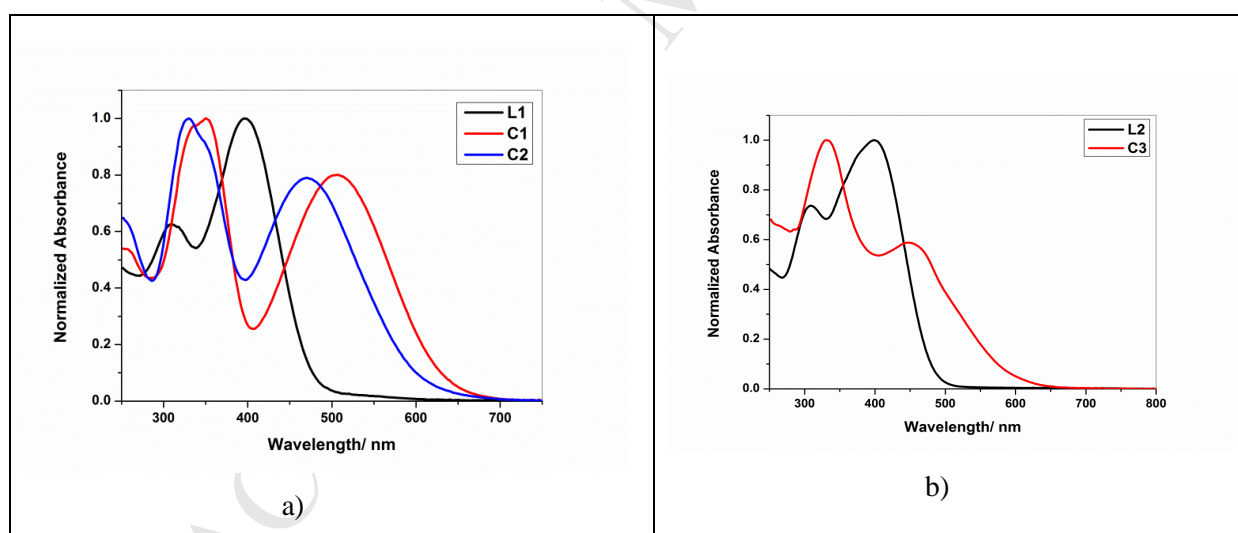 L1
C1
C2
1.0
0.8
0.6
0.4
0.2
0.0
Normalized Absorbance
300 400 500 600 700
Wavelength/ nm
a)
L2
C3
1.0
0.8
0.6
0.4
0.2
0.0
Normalized Absorbance
300 400 500 600 700 800
Wavelength/ nm
b)